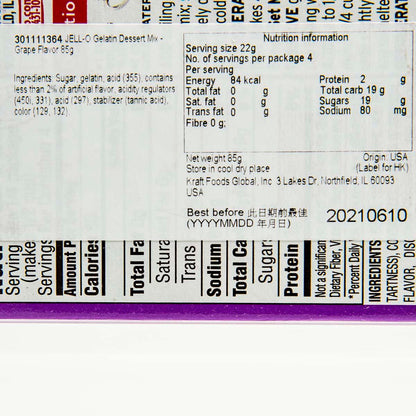 301111364 JELL-O Gelatin Dessert Mix -
Grape Flavor 85g
Ingredients: Sugar, gelatin, acid (355), contains
less than 2% of artificial flavor, acidity regulators
(450i, 331), acid (297), stabilizer (tannic acid),
color (129, 132).
Nutrition information
Serving size 22g
No. of servings per package 4
Per serving
Energy 84 kcal Protein 2 g
Total fat 0 g Total carb 19 g
Sat. fat 0 g Sugars 19 g
Trans fat 0 g Sodium 80 mg
Fibre 0 g;
Net weight 85g Origin: USA
Store in cool dry place (Label for HK)
Kraft Foods Global, Inc. 3 Lakes Dr, Northfield, IL 60093
USA
Best before 此日期前最佳
(YYYYMMDD 年月日) 20210610
Serving
(make
Servings
Amount P
Calories
Total Fa
Satura
Trans
Sodium
Total C
Sugars
Protein
Not a significant
Dietary Fiber, Vi
*Percent Daily
INGREDIENTS
TARTNESS), CO
FLAVOR, DIS